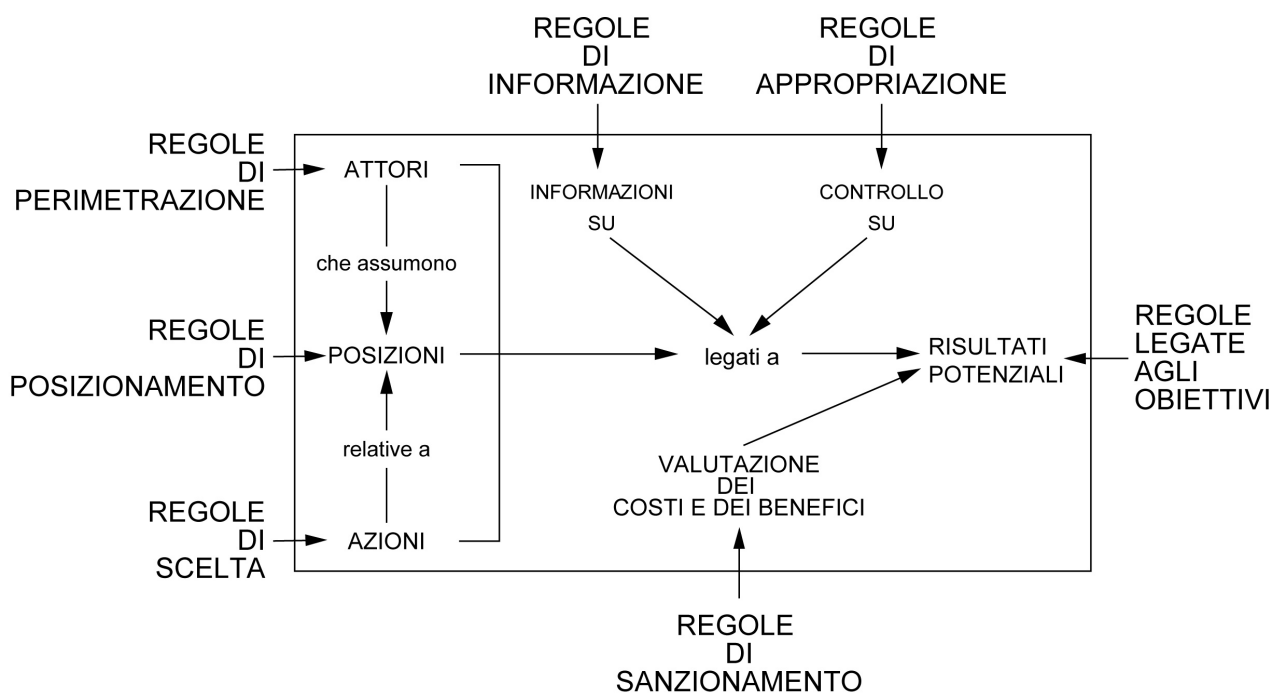 REGOLE
DI
INFORMAZIONE
REGOLE
DI
APPROPRIAZIONE
REGOLE
DI
PERIMETRAZIONE
ATTORI
INFORMAZIONI
SU
CONTROLLO
SU
che assumono
REGOLE
DI
POSIZIONAMENTO
POSIZIONI
legati a
RISULTATI
POTENZIALI
REGOLE
LEGATE
AGLI
OBIETTIVI
relative a
VALUTAZIONE
DEI
COSTI E DEI BENEFICI
REGOLE
DI
SCELTA
AZIONI
REGOLE
DI
SANZIONAMENTO